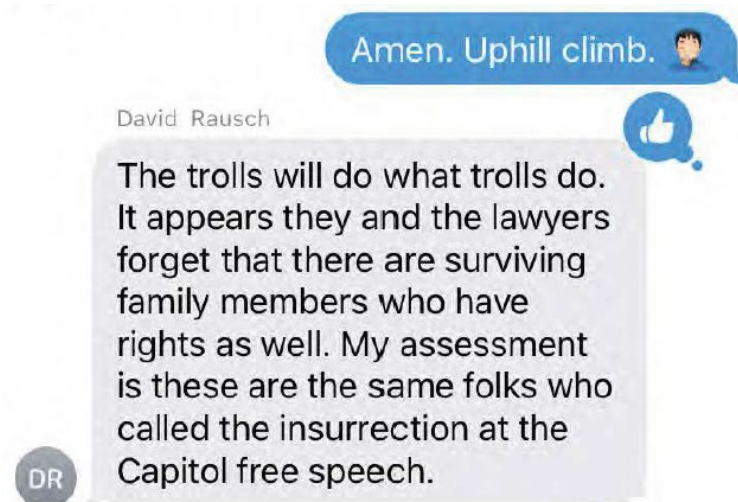 Amen. Uphill climb. 🤦🏻‍♂️
David Rausch
The trolls will do what trolls do.
It appears they and the lawyers
forget that there are surviving
family members who have
rights as well. My assessment
is these are the same folks who
called the insurrection at the
Capitol free speech.
DR